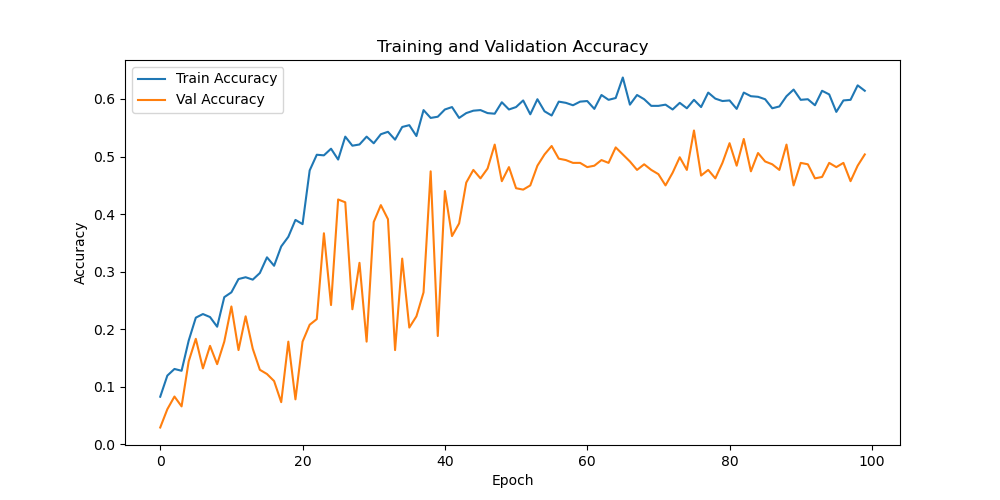 Training and Validation Accuracy
Train Accuracy
Val Accuracy
0.6
0.5
0.4
0.3
0.2
0.1
0.0
Accuracy
0 20 40 60 80 100
Epoch